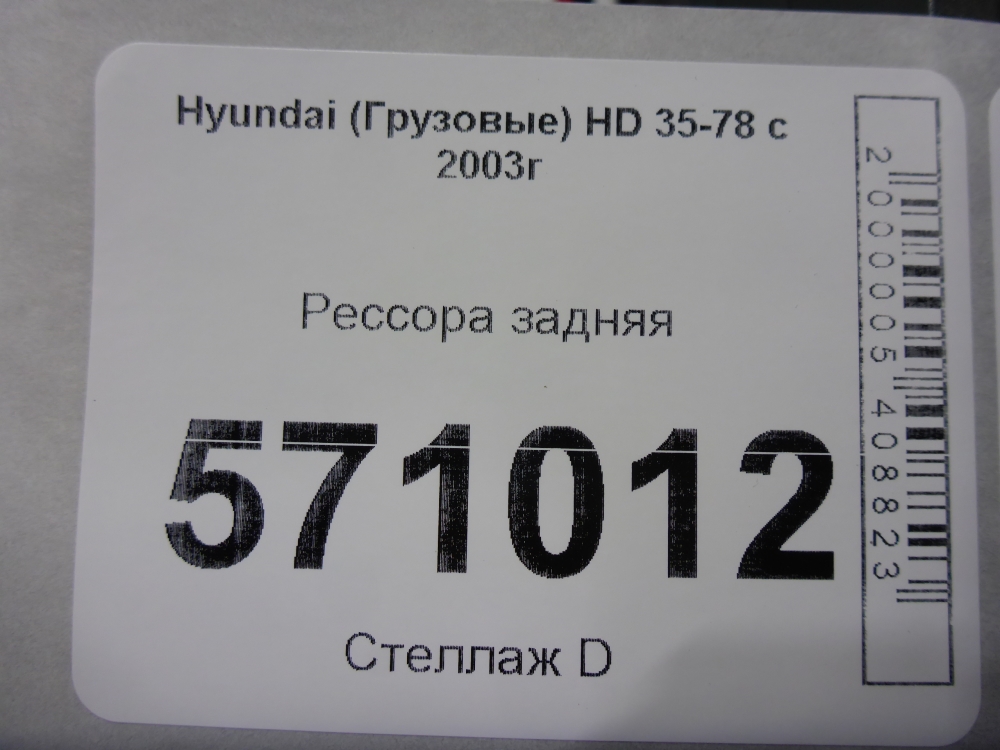 Hyundai (Грузовые) HD 35-78 с
2003г
Рессора задняя
571012
Стеллаж D
2000005408823